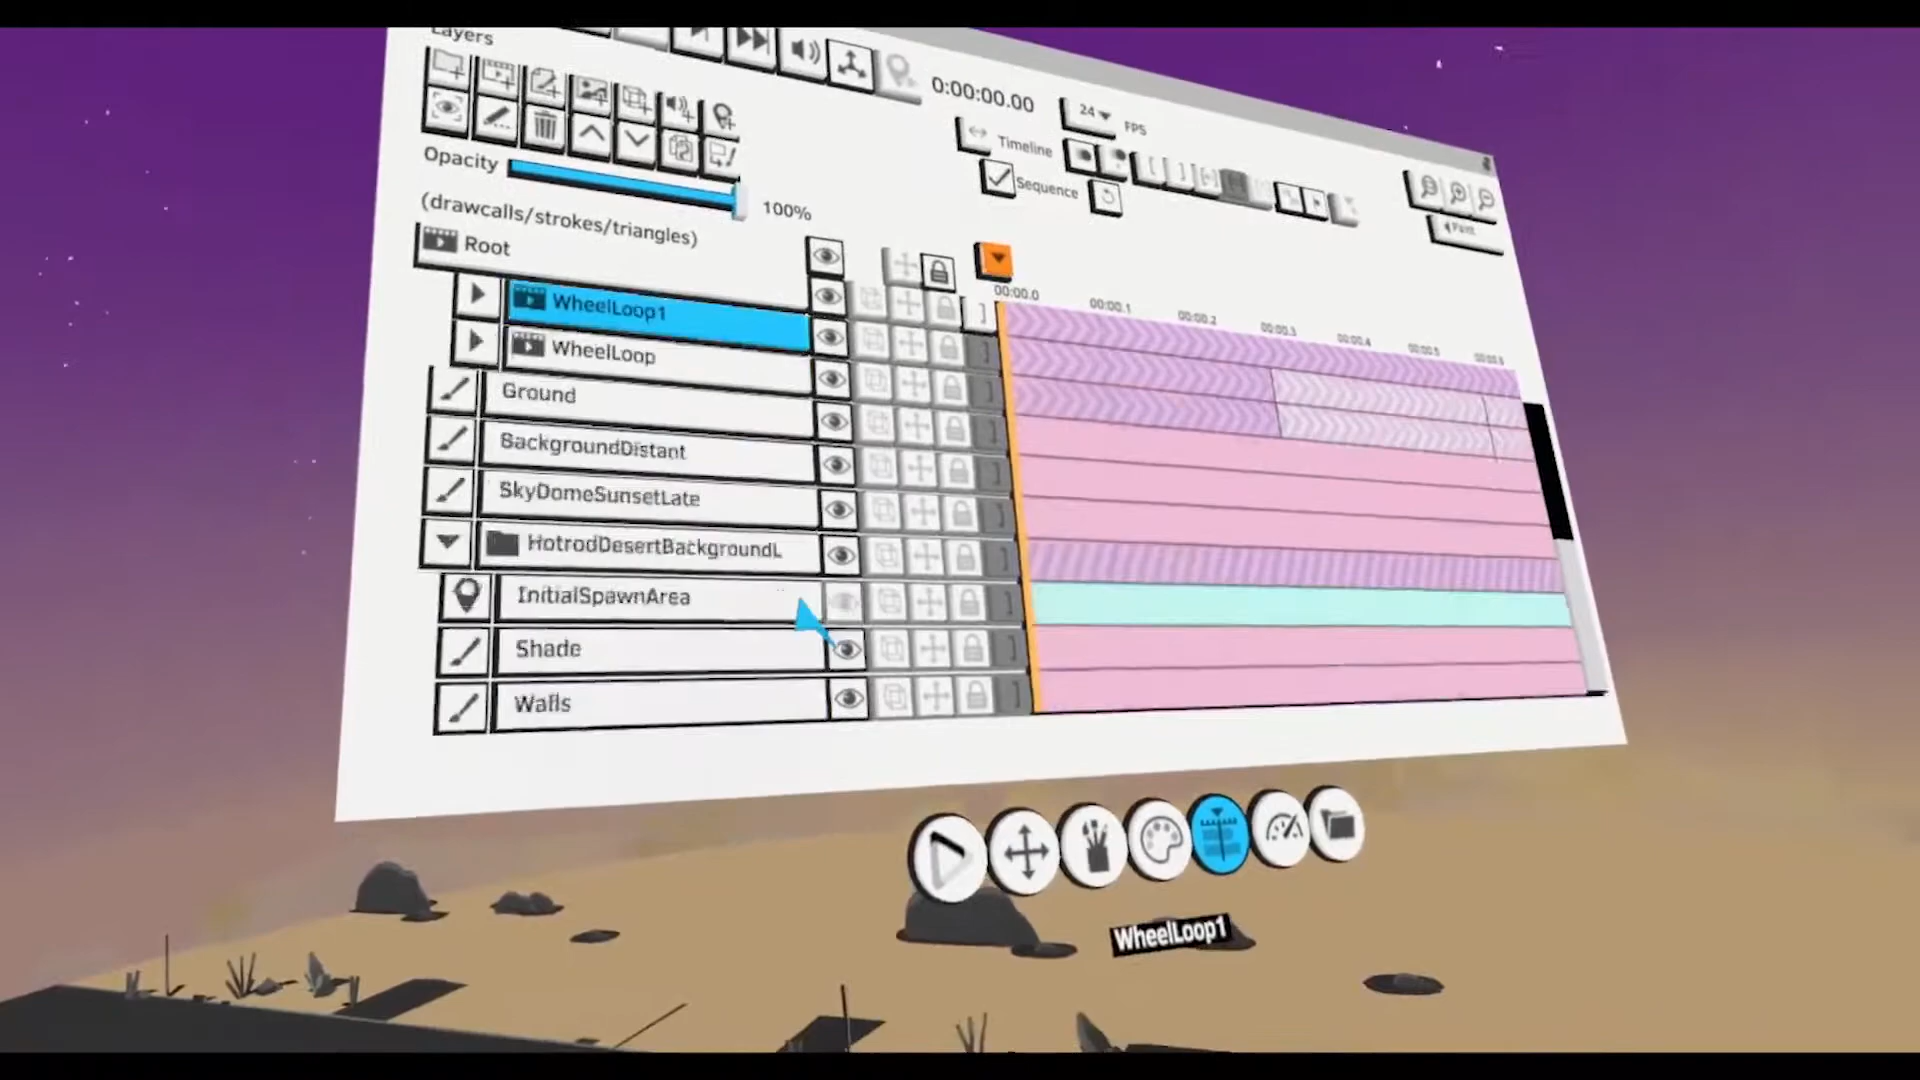 Layers
0:00:00.00
24
FPS
Timeline
Sequence
Opacity
100%
(drawcalls/strokes/triangles)
Root
00:00.0
00:00.1
00:00.2
00:00.3
00:00.4
00:00.5
WheelLoop1
WheelLoop
Ground
BackgroundDistant
SkyDomeSunsetLate
HotrodDesertBackgroundL
InitialSpawnArea
Shade
Walls
WheelLoop1